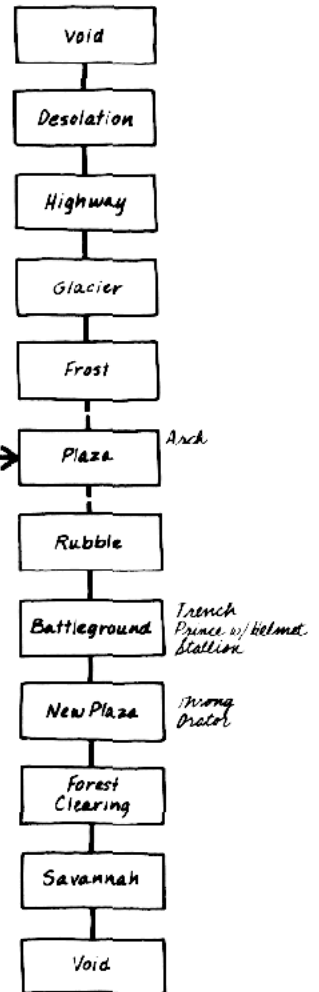 Void
Desolation
Highway
Glacier
Frost
Plaza
Arch
Rubble
Battleground
Trench
Prince w/ Helmet
Stallion
New Plaza
Throng
Orator
Forest
Clearing
Savannah
Void